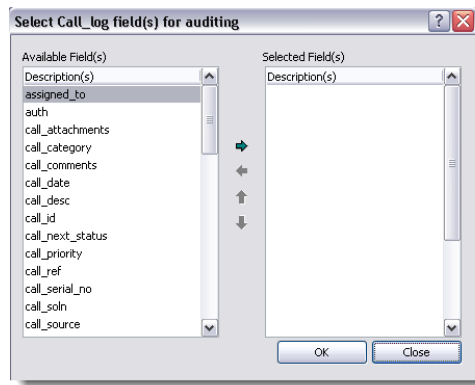 Select Call_log field(s) for auditing
Available Field(s)
Description(s)
assigned_to
auth
call_attachments
call_category
call_comments
call_date
call_desc
call_id
call_next_status
call_priority
call_ref
call_serial_no
call_soln
call_source
Selected Field(s)
Description(s)
OK
Close